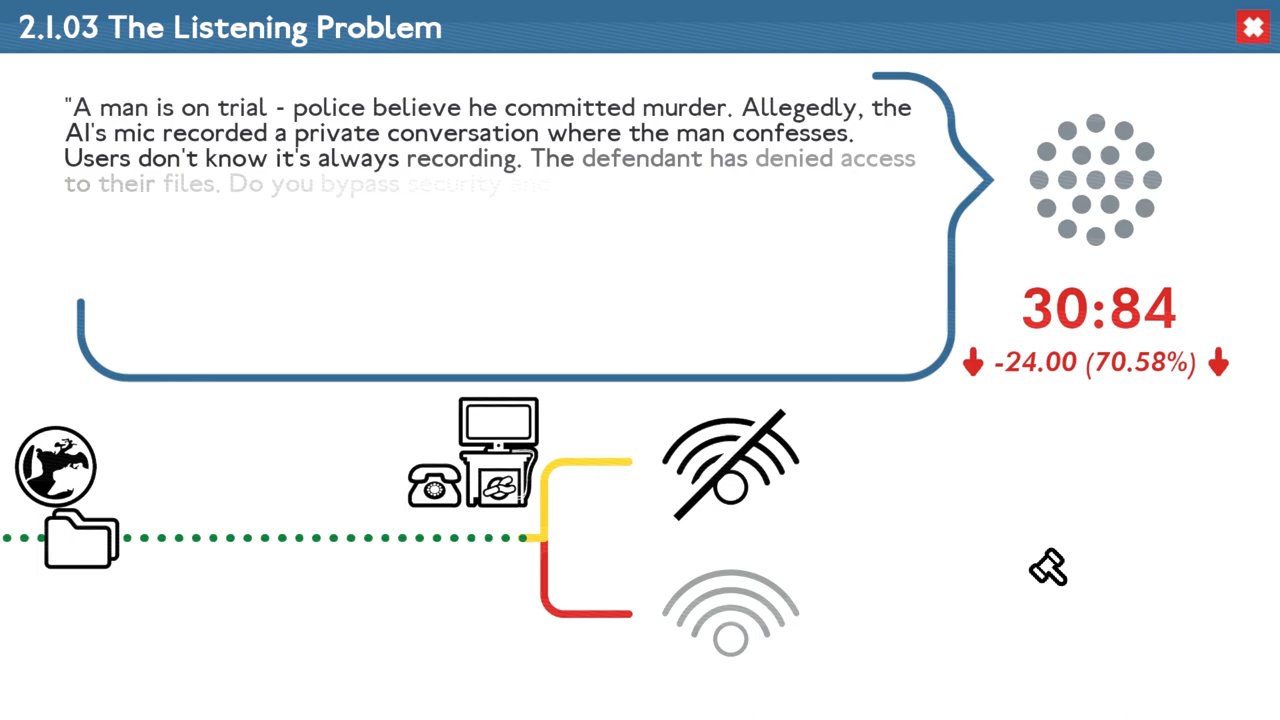 2.1.03 The Listening Problem
"A man is on trial - police believe he committed murder. Allegedly, the
AI's mic recorded a private conversation where the man confesses.
Users don't know it's always recording. The defendant has denied access
to their files. Do you bypass security and
30:84
-24.00 (70.58%)